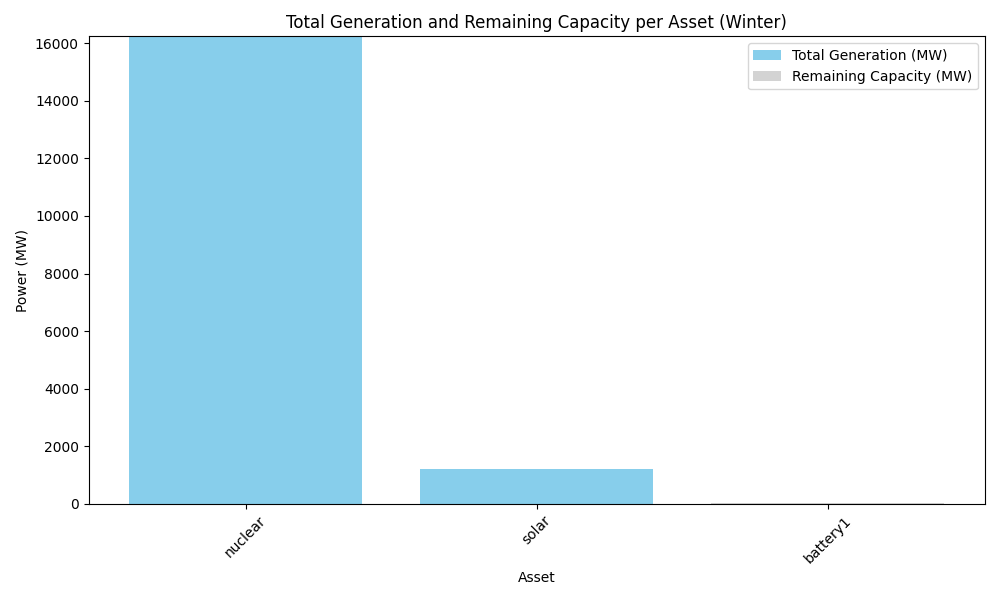 Total Generation and Remaining Capacity per Asset (Winter)
Total Generation (MW)
Remaining Capacity (MW)
Power (MW)
16000
14000
12000
10000
8000
6000
4000
2000
0
nuclear
solar
battery1
Asset